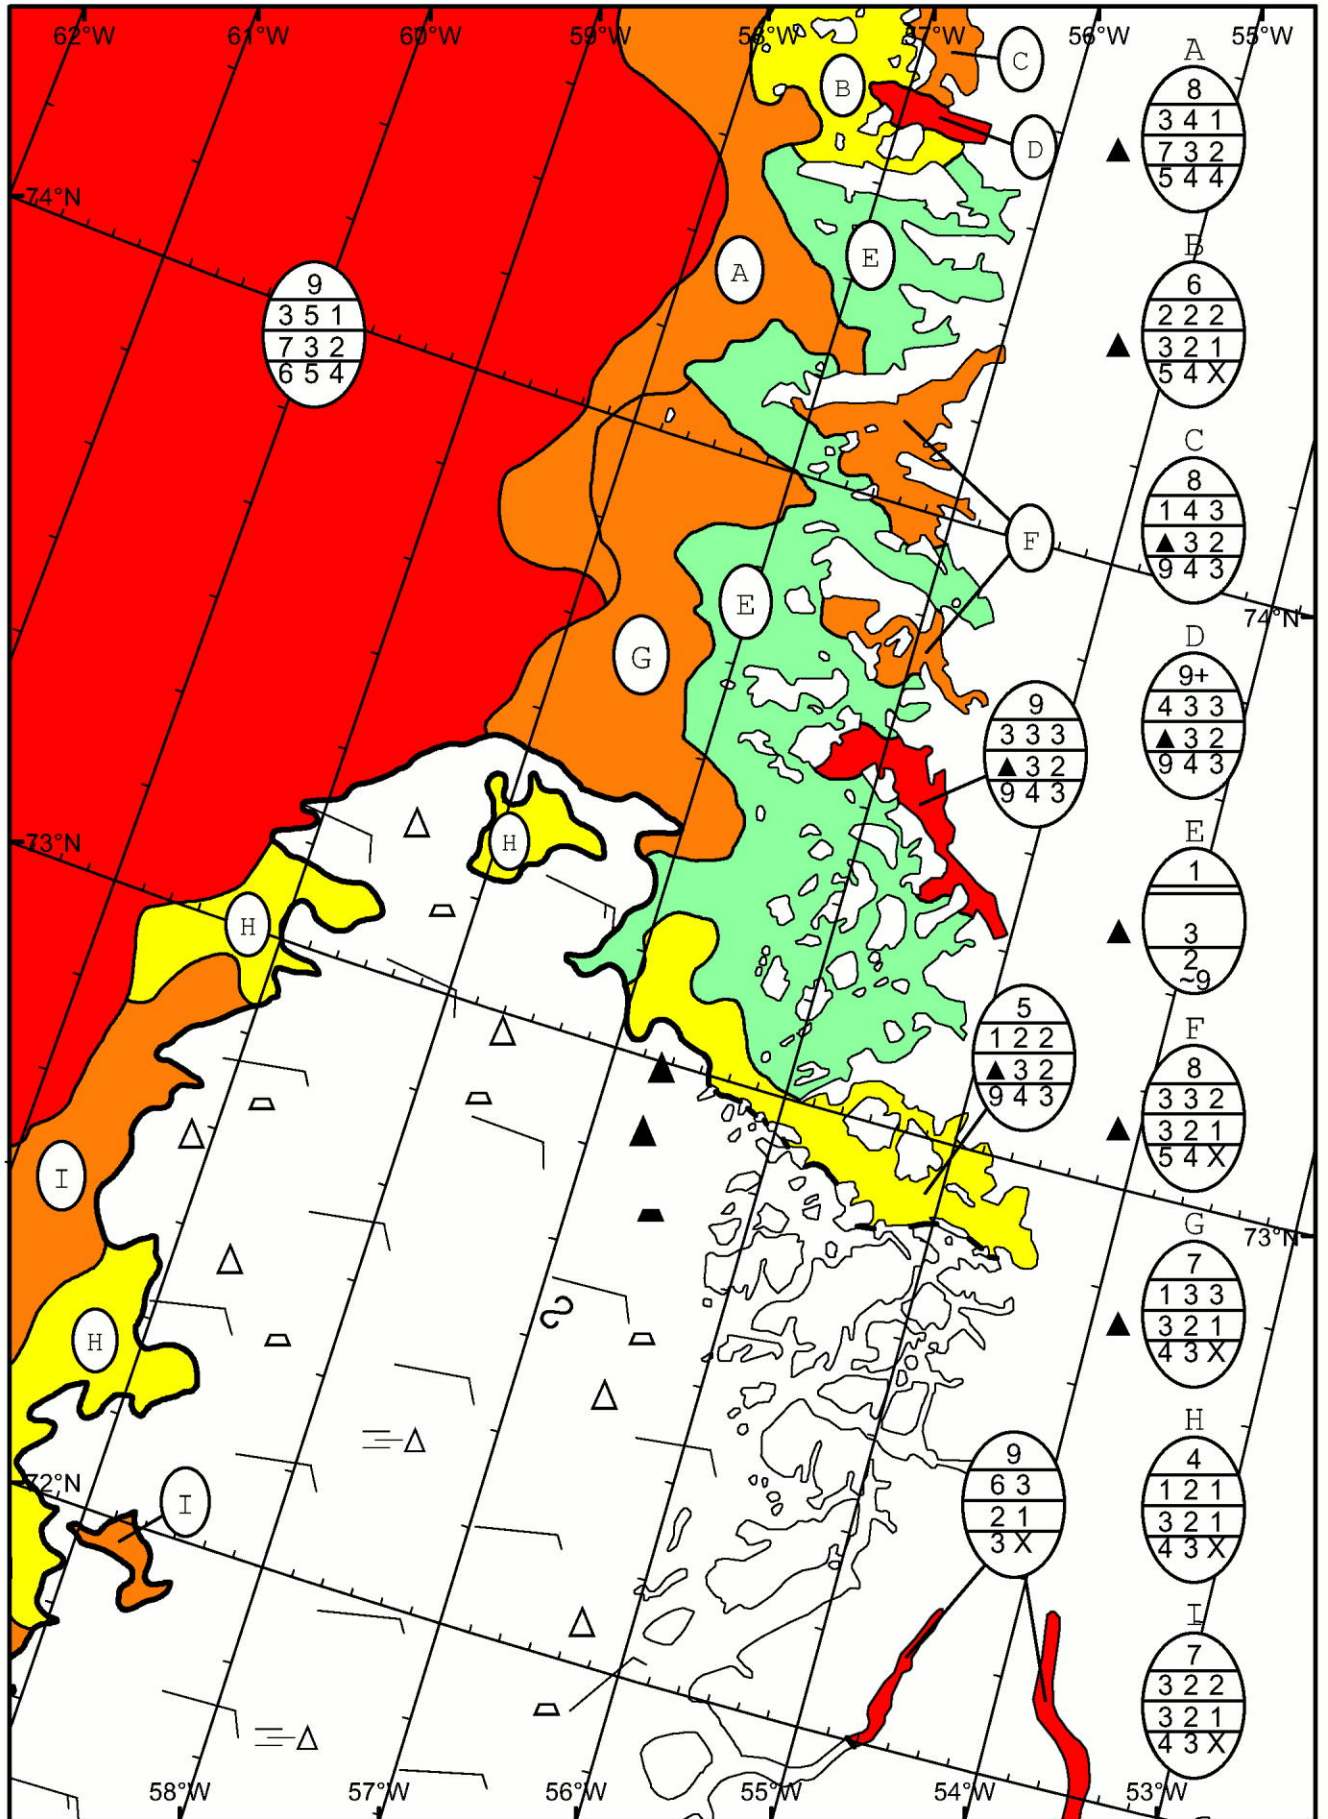 62°W 61°W 60°W 59°W 58°W 57°W 56°W 55°W
A
8
3 4 1
▲ 7 3 2
5 4 4
B
C
D
74°N
E
A
B
6
2 2 2
▲ 3 2 1
5 4 X
9
3 5 1
7 3 2
6 5 4
C
8
1 4 3
▲ 3 2
9 4 3
F
E
G
74°N
D
9+
4 3 3
▲ 3 2
9 4 3
9
3 3 3
▲ 3 2
9 4 3
73°N
H
H
E
1
▲ 3
2
~9
5
1 2 2
▲ 3 2
9 4 3
F
8
3 3 2
▲ 3 2 1
5 4 X
I
73°N
G
7
1 3 3
▲ 3 2 1
4 3 X
H
72°N
I
H
4
1 2 1
3 2 1
4 3 X
9
6 3
2 1
3 X
I
7
3 2 2
3 2 1
4 3 X
58°W 57°W 56°W 55°W 54°W 53°W